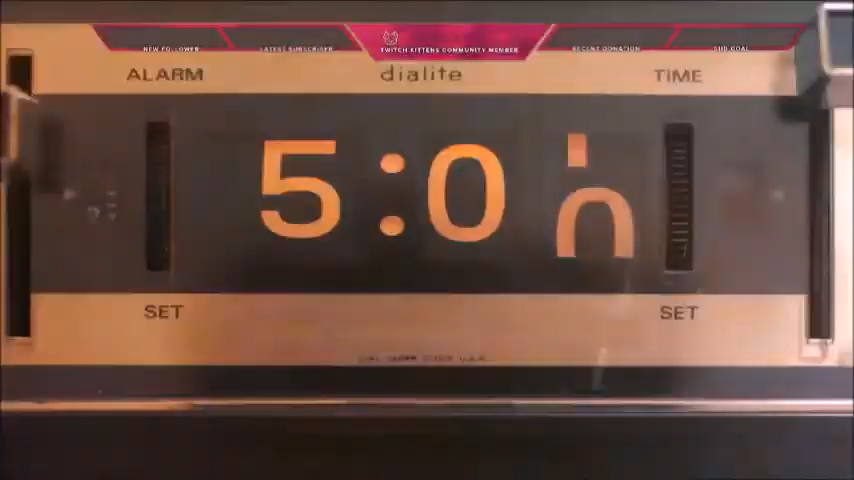 NEW FOLLOWER
LATEST SUBSCRIBER
TWITCH KITTENS COMMUNITY MEMBER
RECENT DONATION
SUB GOAL
ALARM
dialite
TIME
5:0
SET
SET